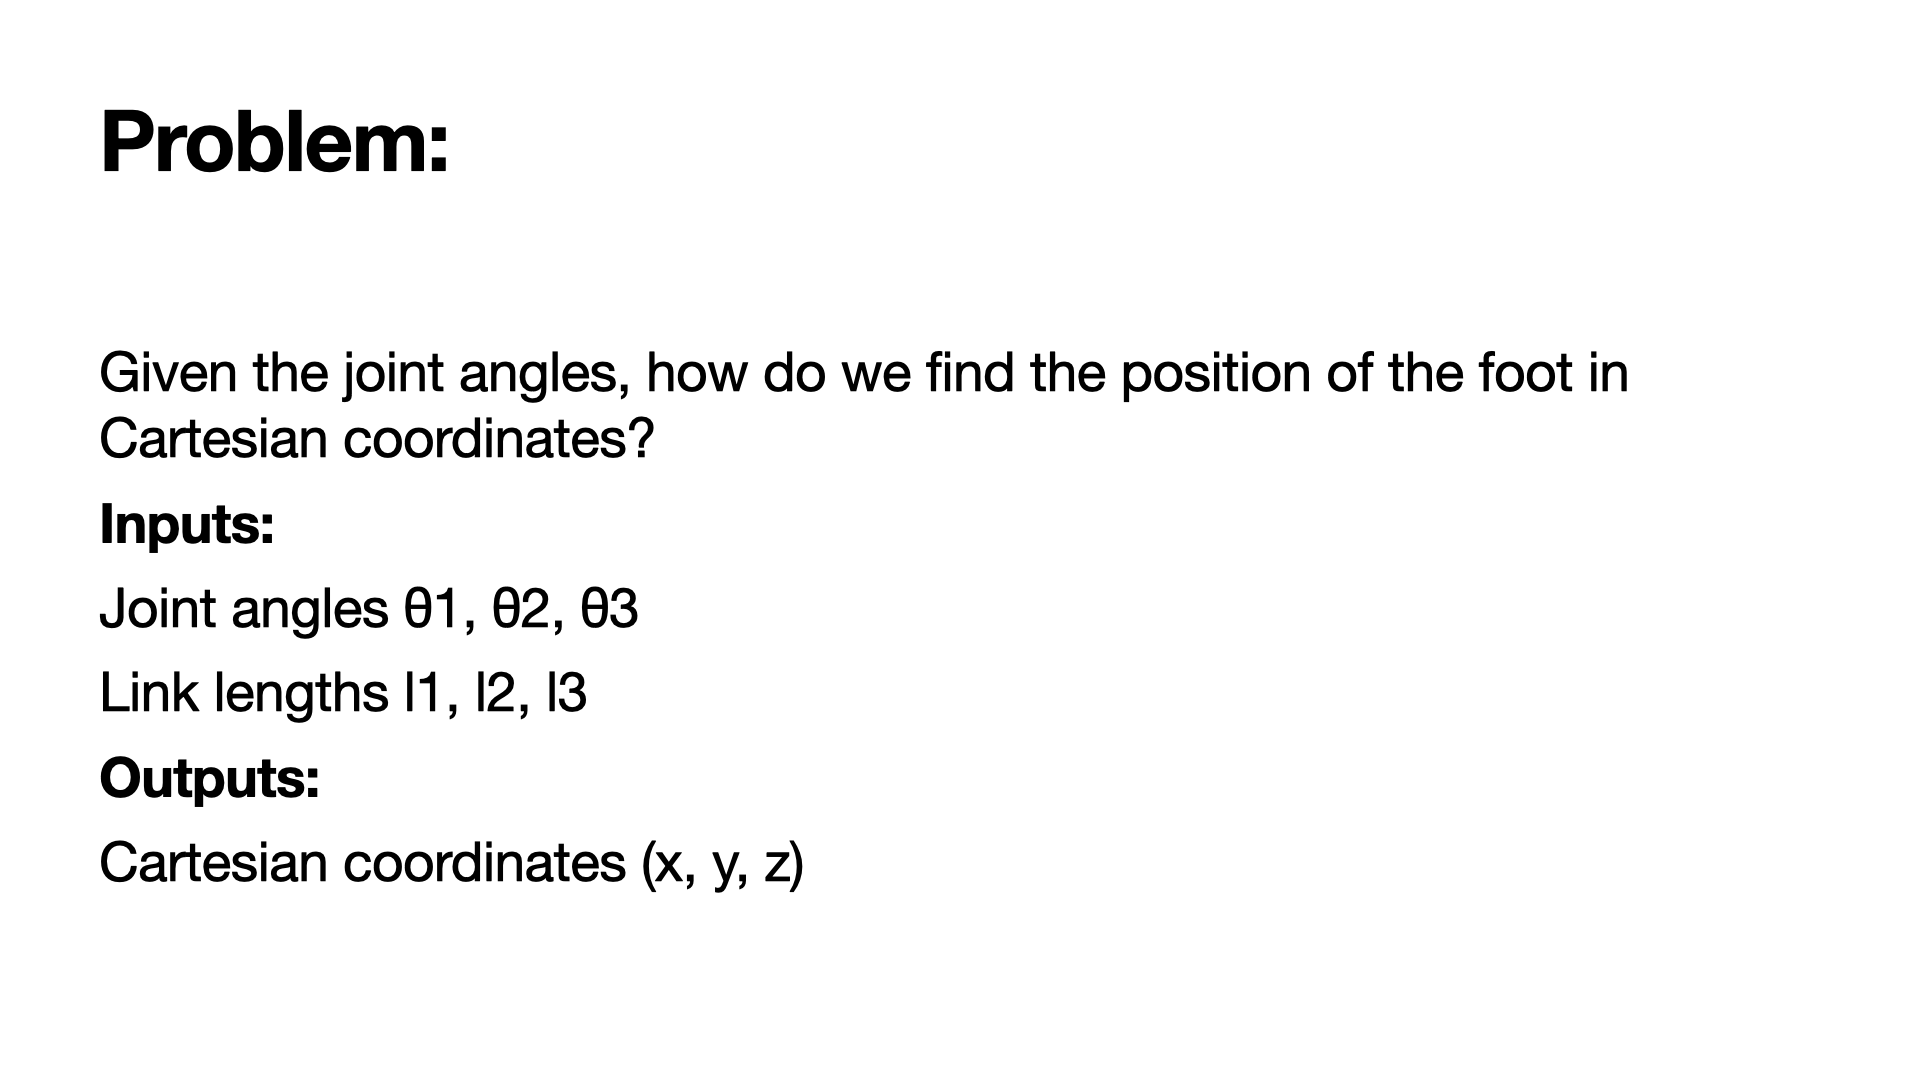 Problem:
Given the joint angles, how do we find the position of the foot in
Cartesian coordinates?
Inputs:
Joint angles θ1, θ2, θ3
Link lengths l1, l2, l3
Outputs:
Cartesian coordinates (x, y, z)